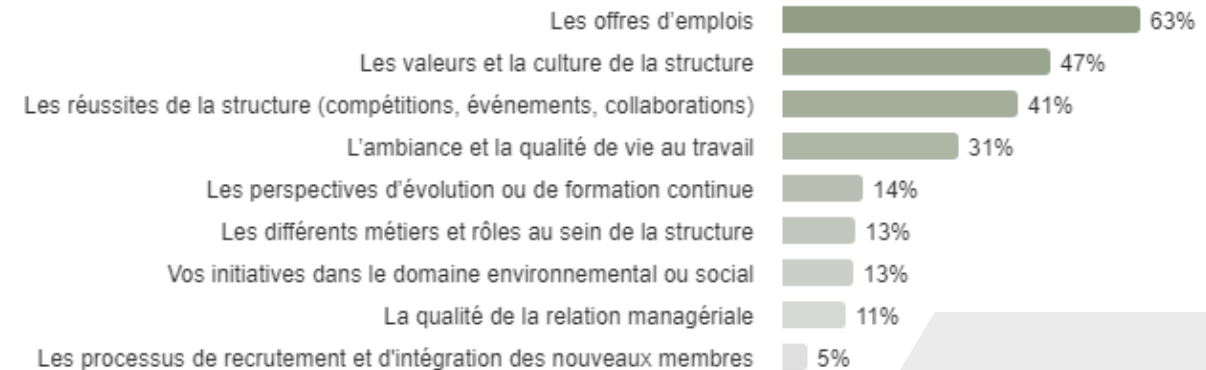 Les offres d'emplois 63%
Les valeurs et la culture de la structure 47%
Les réussites de la structure (compétitions, événements, collaborations) 41%
L'ambiance et la qualité de vie au travail 31%
Les perspectives d'évolution ou de formation continue 14%
Les différents métiers et rôles au sein de la structure 13%
Vos initiatives dans le domaine environnemental ou social 13%
La qualité de la relation managériale 11%
Les processus de recrutement et d'intégration des nouveaux membres 5%